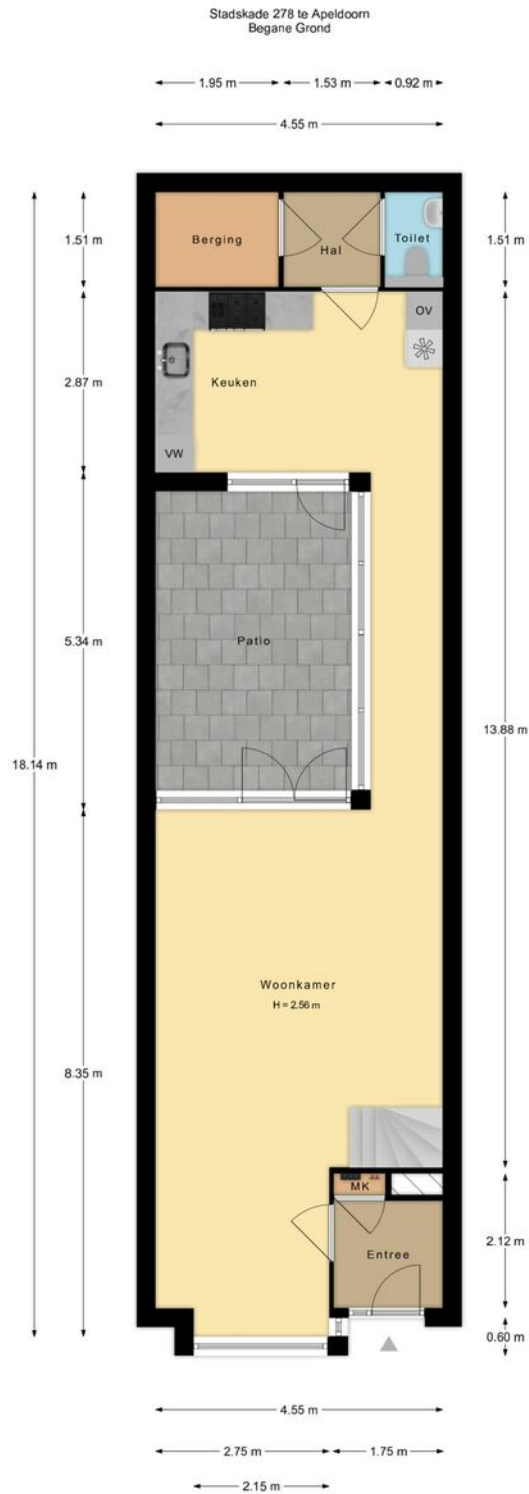 Stadskade 278 te Apeldoorn
Begane Grond
1.95 m
1.53 m
0.92 m
4.55 m
1.51 m
Berging
Hal
Toilet
1.51 m
OV
2.87 m
Keuken
VW
5.34 m
Patio
13.88 m
18.14 m
Woonkamer
H = 2.56 m
8.35 m
MK
Entree
2.12 m
0.60 m
4.55 m
2.75 m
1.75 m
2.15 m